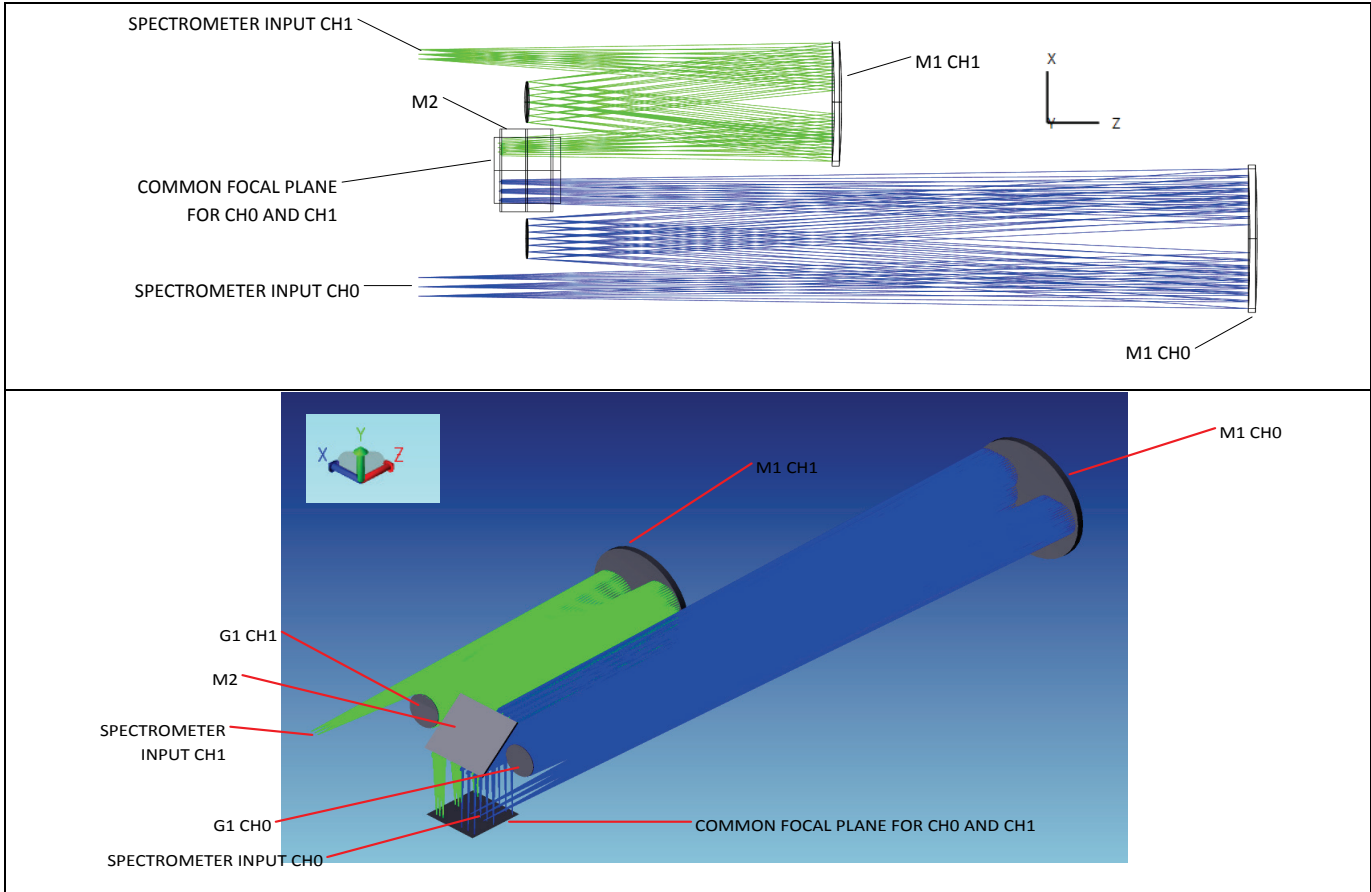 SPECTROMETER INPUT CH1
M1 CH1
X
M2
Y
Z
COMMON FOCAL PLANE
FOR CH0 AND CH1
SPECTROMETER INPUT CH0
M1 CH0
M1 CH0
Y
X
Z
M1 CH1
G1 CH1
M2
SPECTROMETER
INPUT CH1
G1 CH0
COMMON FOCAL PLANE FOR CH0 AND CH1
SPECTROMETER INPUT CH0